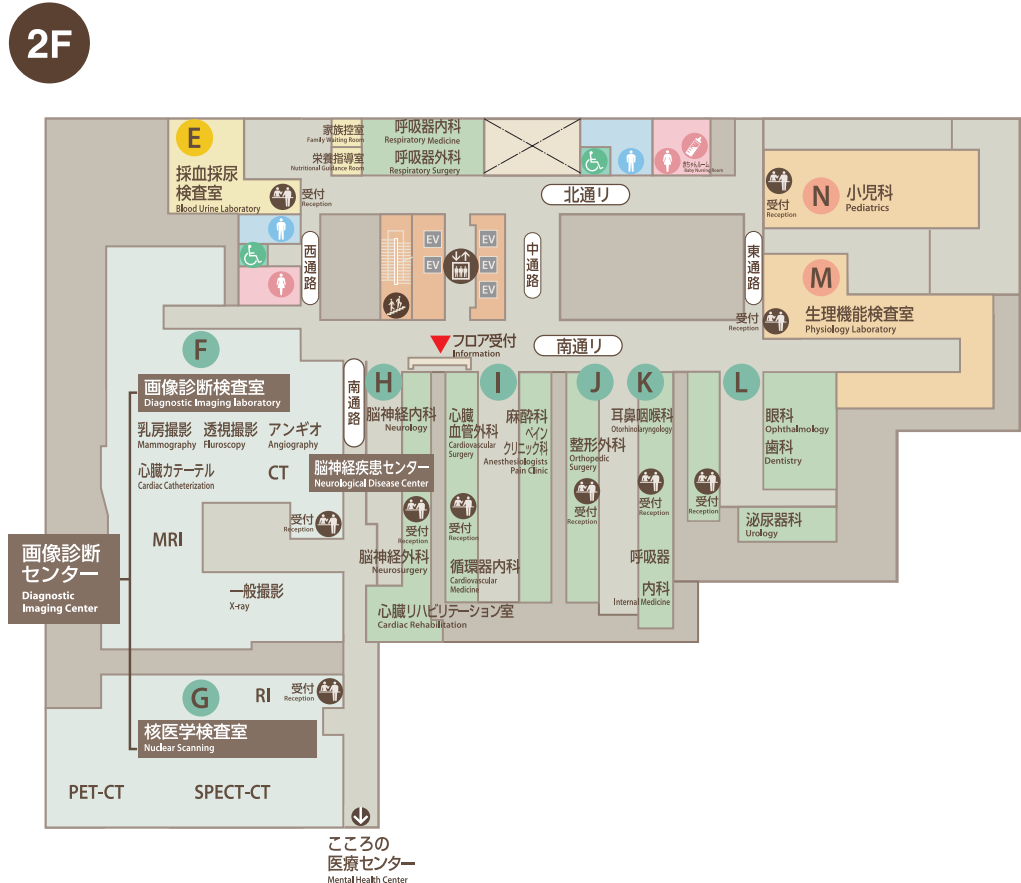 2F
E
採血採尿
検査室
Blood Urine Laboratory
受付
Reception
家族控室
Family Waiting Room
栄養指導室
Nutritional Guidance Room
呼吸器内科
Respiratory Medicine
呼吸器外科
Respiratory Surgery
赤ちゃんルーム
Baby Nursing Room
北通り
受付
Reception
N
小児科
Pediatrics
西通路
EV
EV
EV
EV
EV
中通路
東通路
M
生理機能検査室
Physiology Laboratory
受付
Reception
フロア受付
Information
南通り
F
画像診断検査室
Diagnostic Imaging laboratory
乳房撮影
Mammography
透視撮影
Fluroscopy
アンギオ
Angiography
心臓カテーテル
Cardiac Catheterization
CT
MRI
受付
Reception
一般撮影
X-ray
南通路
H
脳神経内科
Neurology
脳神経疾患センター
Neurological Disease Center
受付
Reception
脳神経外科
Neurosurgery
心臓リハビリテーション室
Cardiac Rehabilitation
I
心臓
血管外科
Cardiovascular
Surgery
麻酔科
ペイン
クリニック科
Anesthesiologists
Pain Clinic
受付
Reception
循環器内科
Cardiovascular
Medicine
J
整形外科
Orthopedic
Surgery
受付
Reception
K
耳鼻咽喉科
Otorhinolaryngology
受付
Reception
呼吸器
内科
Internal Medicine
L
眼科
Ophthalmology
歯科
Dentistry
受付
Reception
泌尿器科
Urology
画像診断
センター
Diagnostic
Imaging Center
G
RI
受付
Reception
核医学検査室
Nuclear Scanning
PET-CT
SPECT-CT
こころの
医療センター
Mental Health Center